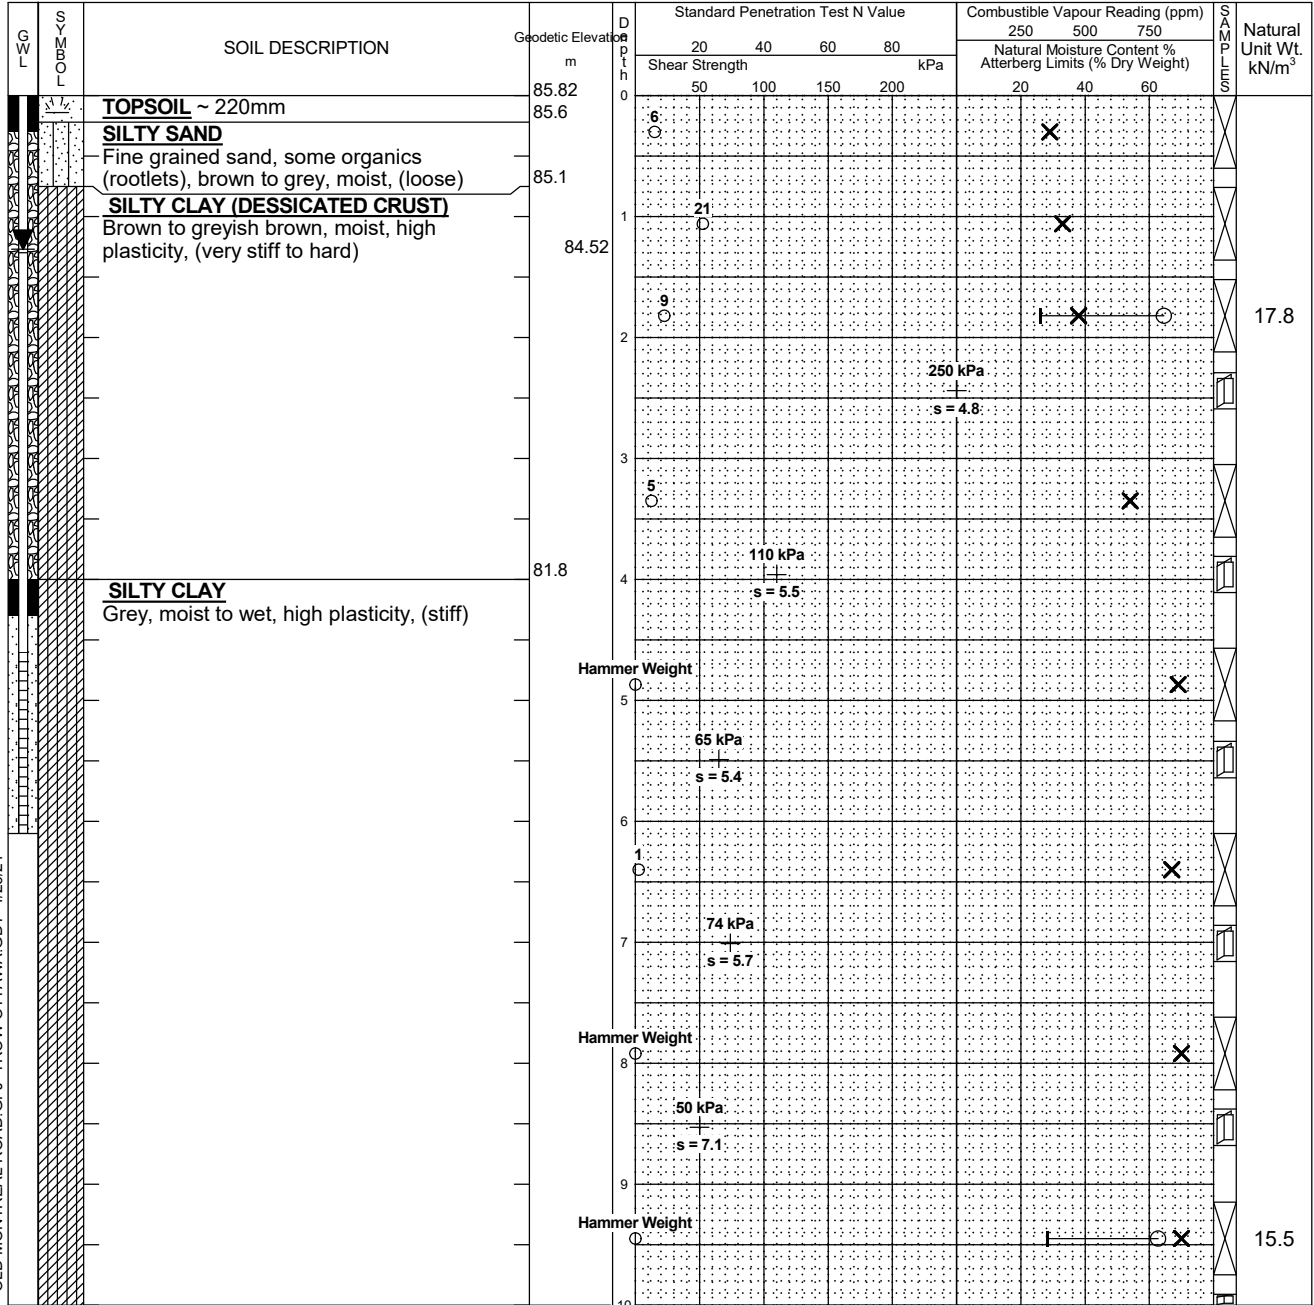 GWL
SYMBOL
SOIL DESCRIPTION
Geodetic Elevation
m
Depth
Standard Penetration Test N Value
20 40 60 80
Shear Strength kPa
50 100 150 200
Combustible Vapour Reading (ppm)
250 500 750
Natural Moisture Content %
Atterberg Limits (% Dry Weight)
20 40 60
SAMPLES
Natural
Unit Wt.
kN/m³
85.82
0
TOPSOIL ~ 220mm
85.6
SILTY SAND
6
Fine grained sand, some organics
(rootlets), brown to grey, moist, (loose)
85.1
SILTY CLAY (DESSICATED CRUST)
21
1
Brown to greyish brown, moist, high
plasticity, (very stiff to hard)
84.52
9
17.8
2
250 kPa
s = 4.8
3
5
110 kPa
81.8
4
s = 5.5
SILTY CLAY
Grey, moist to wet, high plasticity, (stiff)
Hammer Weight
5
65 kPa
s = 5.4
6
1
74 kPa
7
s = 5.7
Hammer Weight
8
50 kPa
s = 7.1
9
Hammer Weight
15.5
10